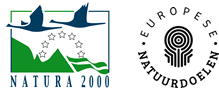 NATURA 2000
• EUROPESE •
NATUURDOELEN